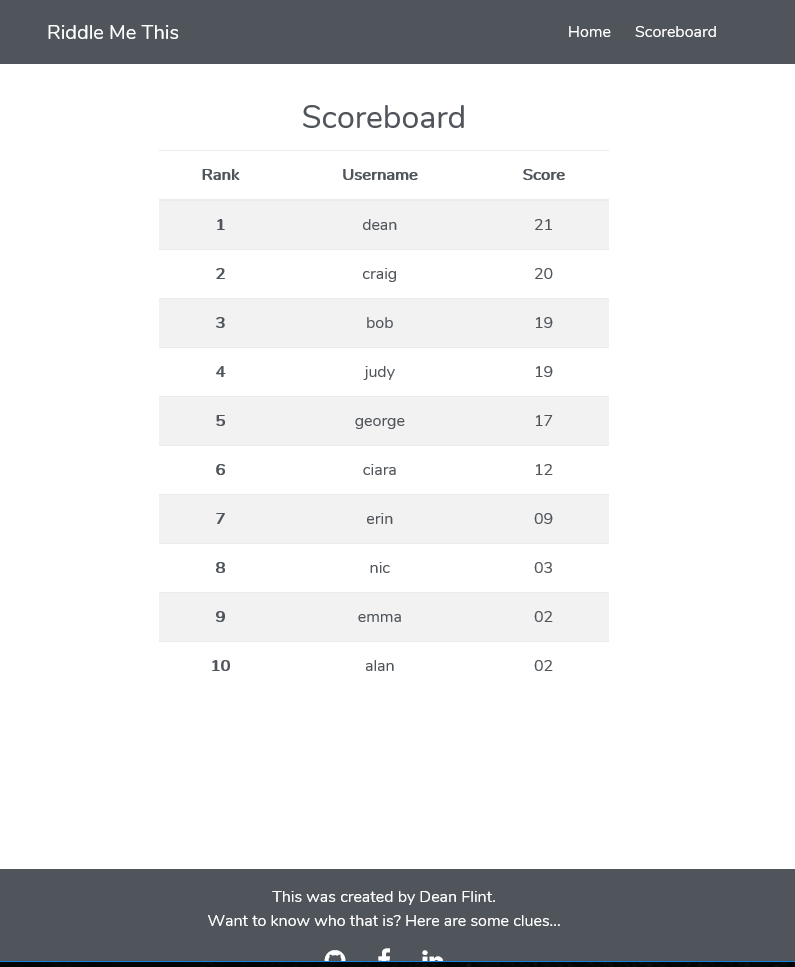 Riddle Me This Home Scoreboard
Scoreboard
Rank Username Score
1 dean 21
2 craig 20
3 bob 19
4 judy 19
5 george 17
6 ciara 12
7 erin 09
8 nic 03
9 emma 02
10 alan 02
This was created by Dean Flint.
Want to know who that is? Here are some clues...